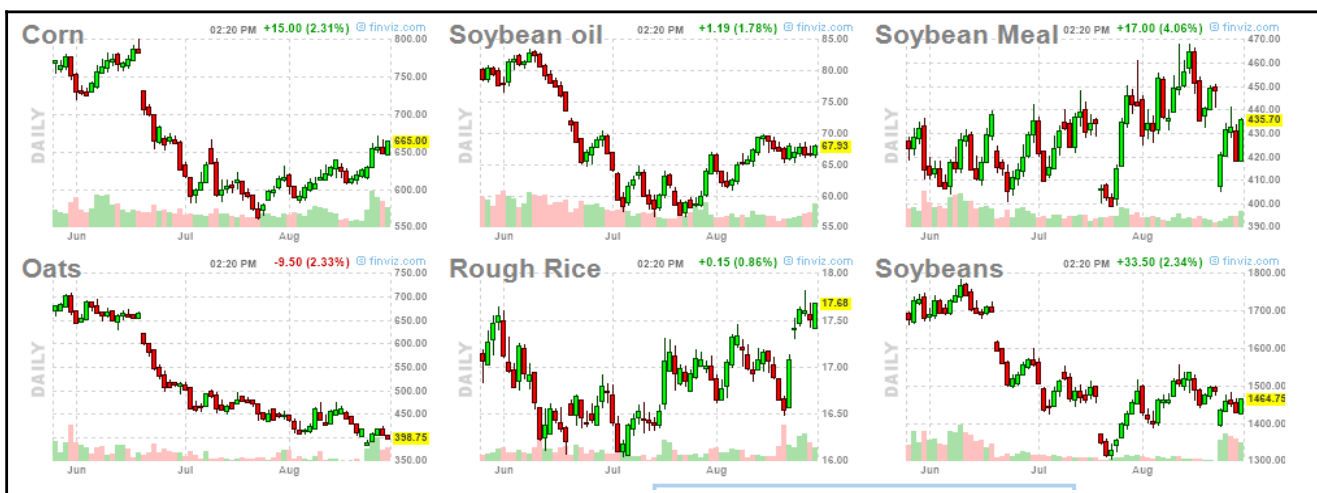 Corn 02:20 PM +15.00 (2.31%) © finviz.com
800.00
750.00
700.00
665.00
650.00
600.00
550.00
DAILY
Jun Jul Aug
Soybean oil 02:20 PM +1.19 (1.78%) © finviz.com
85.00
80.00
75.00
70.00
67.93
65.00
60.00
55.00
DAILY
Jun Jul Aug
Soybean Meal 02:20 PM +17.00 (4.06%) © finviz.com
470.00
460.00
450.00
440.00
435.70
430.00
420.00
410.00
400.00
390.00
DAILY
Jun Jul Aug
Oats 02:20 PM -9.50 (2.33%) © finviz.com
750.00
700.00
650.00
600.00
550.00
500.00
450.00
398.75
350.00
DAILY
Jun Jul Aug
Rough Rice 02:20 PM +0.15 (0.86%) © finviz.com
18.00
17.68
17.50
17.00
16.50
16.00
DAILY
Jun Jul Aug
Soybeans 02:20 PM +33.50 (2.34%) © finviz.com
1800.00
1700.00
1600.00
1500.00
1464.75
1400.00
1300.00
DAILY
Jun Jul Aug